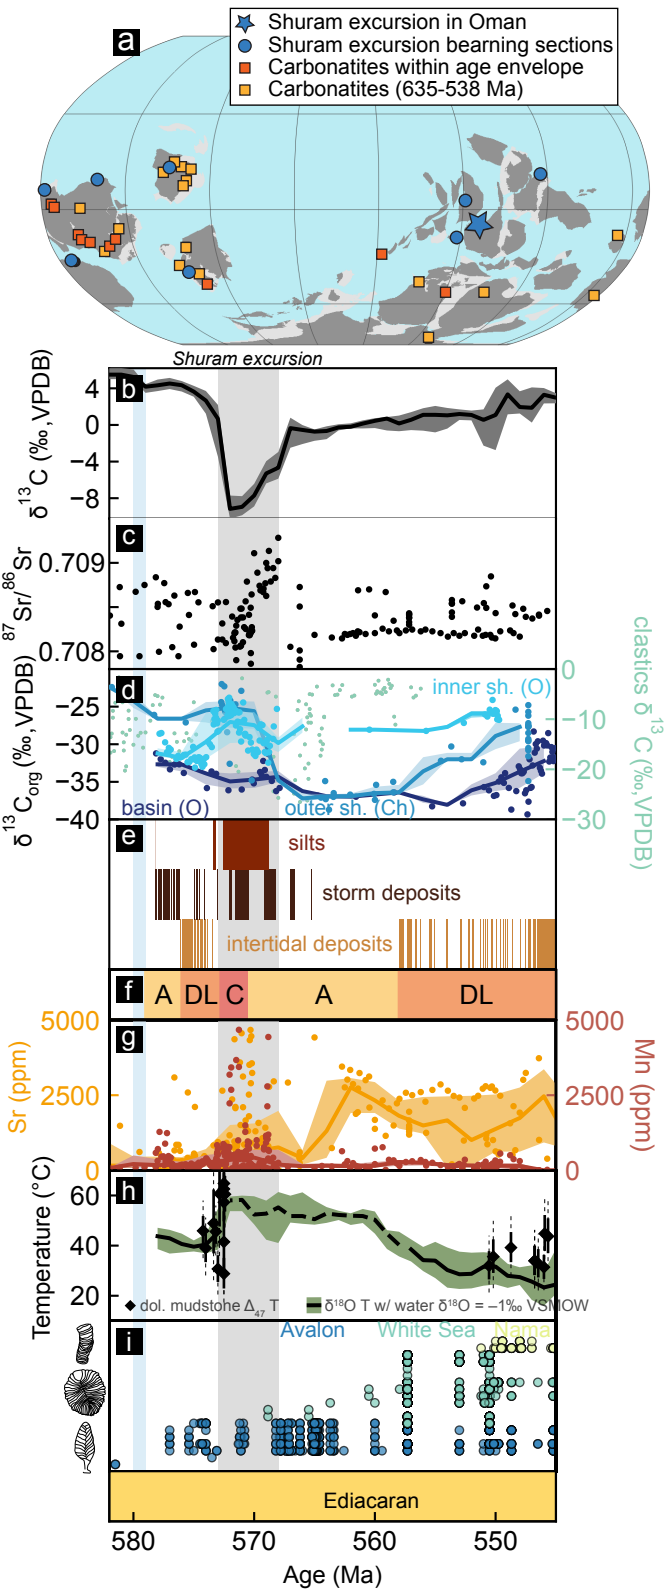 a
Shuram excursion in Oman
Shuram excursion bearning sections
Carbonatites within age envelope
Carbonatites (635-538 Ma)
Shuram excursion
b
δ13C (‰,VPDB)
4
0
−4
−8
c
87Sr/86Sr
0.709
0.708
d
δ13Corg (‰,VPDB)
−25
−30
−35
−40
inner sh. (O)
basin (O)
outer sh. (Ch)
0
−10
−20
−30
clastics δ13C (‰,VPDB)
e
silts
storm deposits
intertidal deposits
f
A
DL
C
A
DL
g
Sr (ppm)
5000
2500
0
5000
2500
0
Mn (ppm)
h
Temperature (°C)
60
40
20
dol. mudstone Δ47 T
δ18O T w/ water δ18O = −1‰ VSMOW
i
Avalon
White Sea
Nama
Ediacaran
580
570
560
550
Age (Ma)